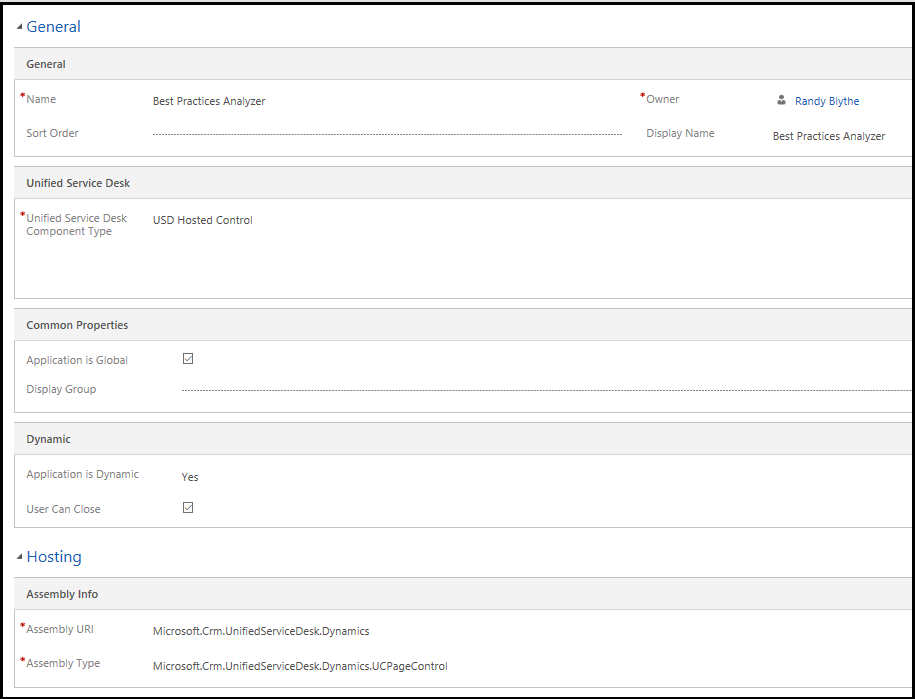 General
General
*Name Best Practices Analyzer *Owner Randy Blythe
Sort Order Display Name Best Practices Analyzer
Unified Service Desk
*Unified Service Desk USD Hosted Control
Component Type
Common Properties
Application is Global
Display Group
Dynamic
Application is Dynamic Yes
User Can Close
Hosting
Assembly Info
*Assembly URI Microsoft.Crm.UnifiedServiceDesk.Dynamics
*Assembly Type Microsoft.Crm.UnifiedServiceDesk.Dynamics.UCPageControl